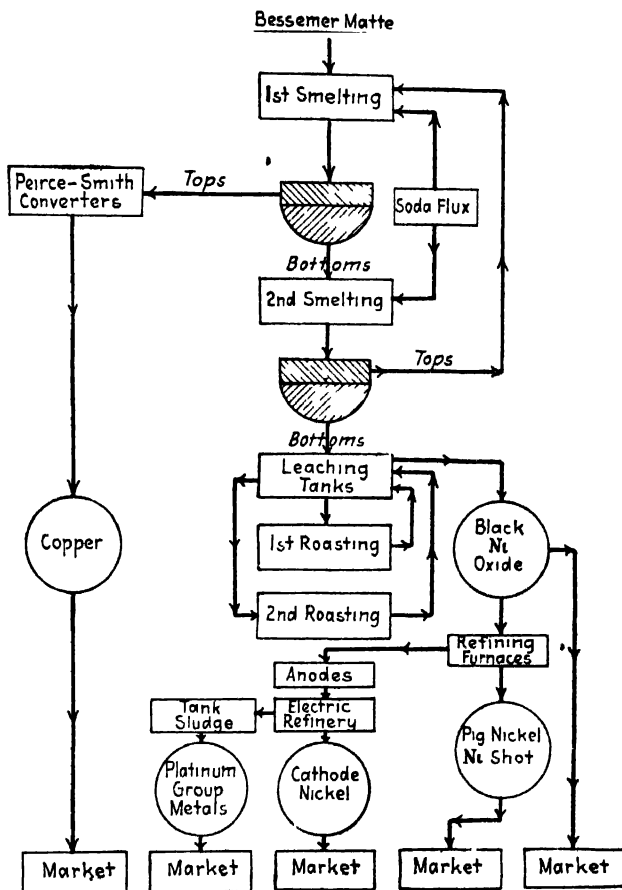 Bessemer Matte
1st Smelting
Tops
Peirce-Smith
Converters
Soda Flux
Bottoms
2nd Smelting
Tops
Bottoms
Leaching
Tanks
Copper
1st Roasting
Black
Ni
Oxide
2nd Roasting
Refining
Furnaces
Anodes
Tank
Sludge
Electric
Refinery
Pig Nickel
Ni Shot
Platinum
Group
Metals
Cathode
Nickel
Market
Market
Market
Market
Market